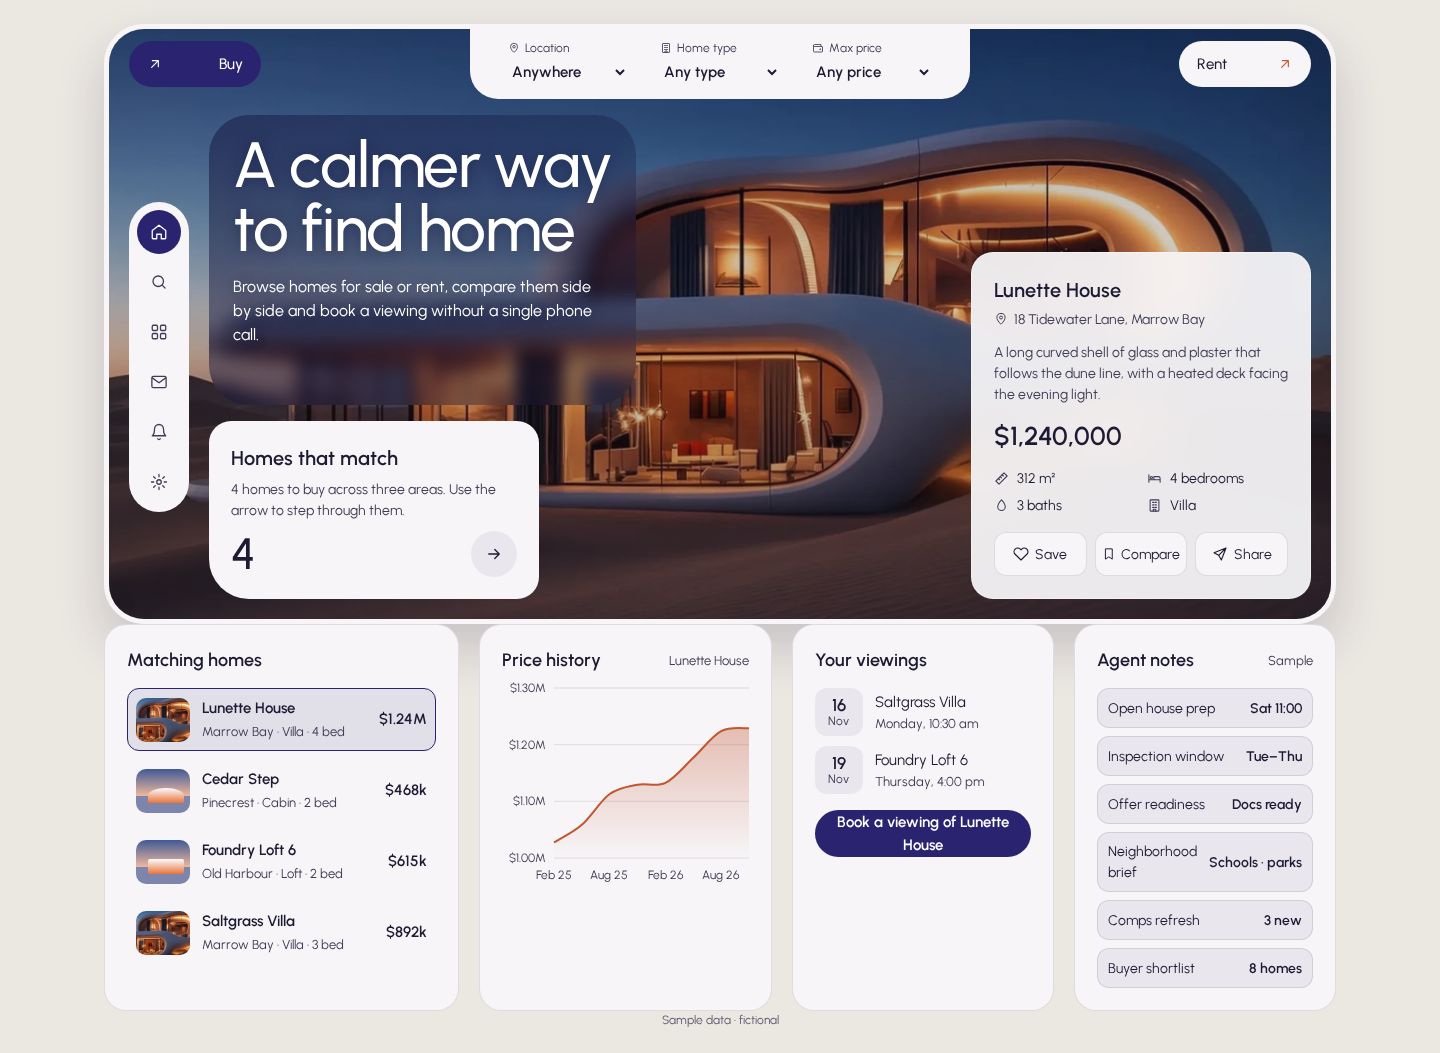 Buy
Location
Anywhere
Home type
Any type
Max price
Any price
Rent
A calmer way
to find home
Browse homes for sale or rent, compare them side
by side and book a viewing without a single phone
call.
Homes that match
4 homes to buy across three areas. Use the
arrow to step through them.
4
Lunette House
18 Tidewater Lane, Marrow Bay
A long curved shell of glass and plaster that
follows the dune line, with a heated deck facing
the evening light.
$1,240,000
312 m²
4 bedrooms
3 baths
Villa
Save
Compare
Share
Matching homes
Lunette House
Marrow Bay · Villa · 4 bed
$1.24M
Cedar Step
Pinecrest · Cabin · 2 bed
$468k
Foundry Loft 6
Old Harbour · Loft · 2 bed
$615k
Saltgrass Villa
Marrow Bay · Villa · 3 bed
$892k
Price history
Lunette House
$1.30M
$1.20M
$1.10M
$1.00M
Feb 25
Aug 25
Feb 26
Aug 26
Your viewings
16
Nov
Saltgrass Villa
Monday, 10:30 am
19
Nov
Foundry Loft 6
Thursday, 4:00 pm
Book a viewing of Lunette
House
Agent notes
Sample
Open house prep
Sat 11:00
Inspection window
Tue–Thu
Offer readiness
Docs ready
Neighborhood
brief
Schools · parks
Comps refresh
3 new
Buyer shortlist
8 homes
Sample data · fictional